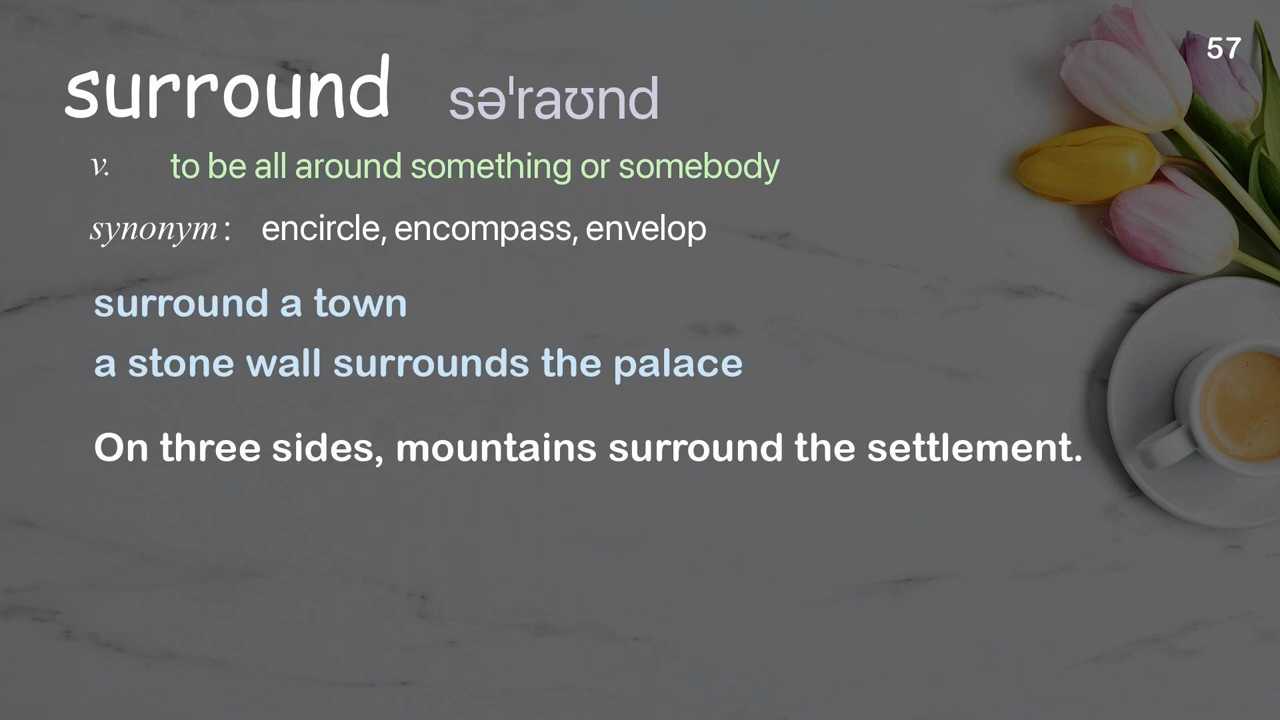 57
surround səˈraʊnd
v. to be all around something or somebody
synonym: encircle, encompass, envelop
surround a town
a stone wall surrounds the palace
On three sides, mountains surround the settlement.